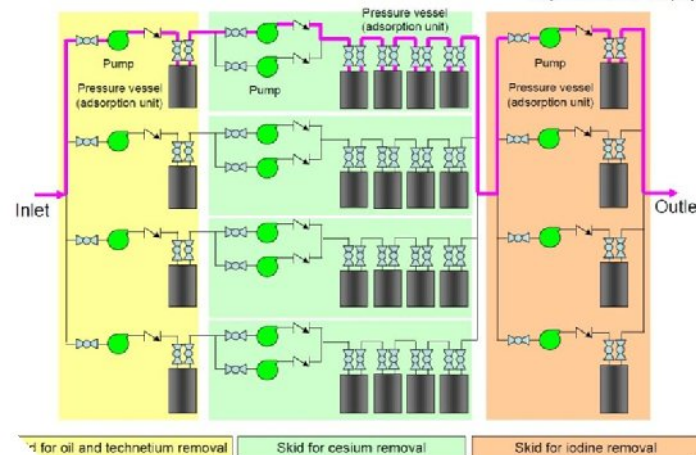 Pressure vessel
(adsorption unit)
Pump
Pump
Pump
Pressure vessel
(adsorption unit)
Pressure vessel
(adsorption unit)
Inlet
Outle
for oil and technetium removal
Skid for cesium removal
Skid for iodine removal